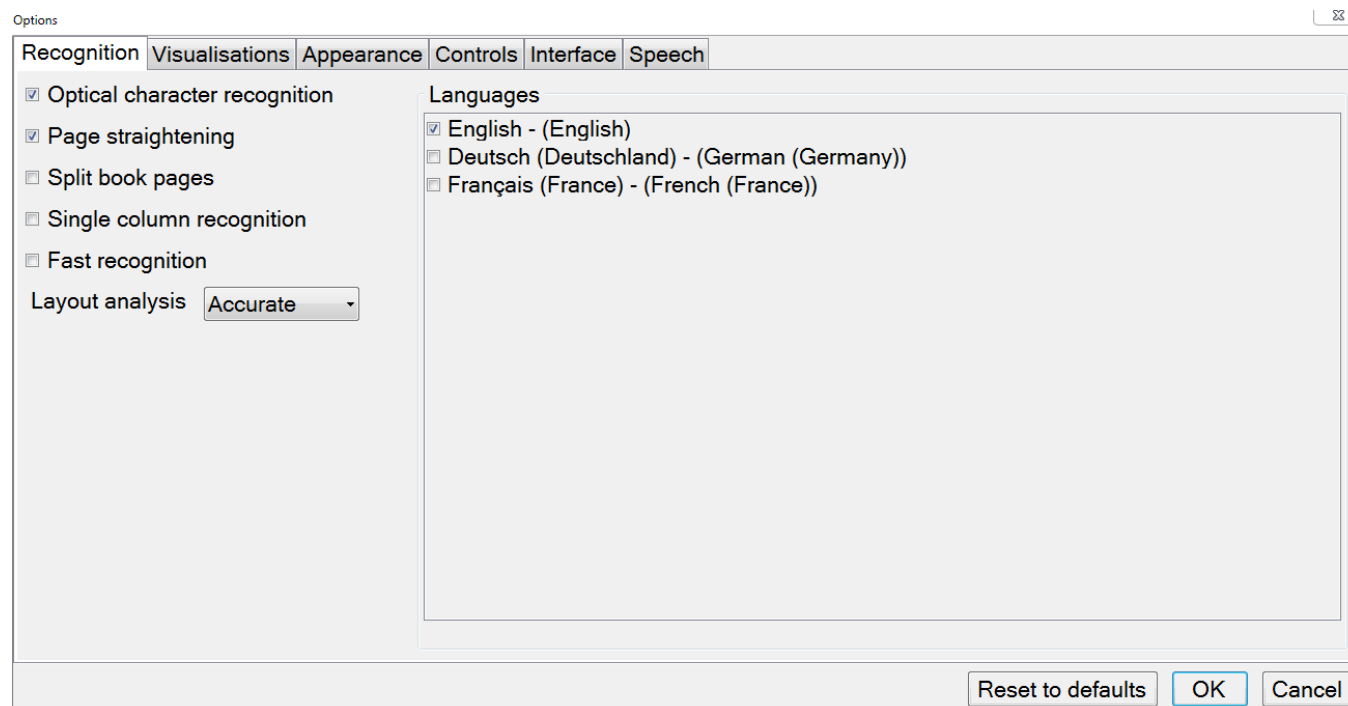 Options
Recognition Visualisations Appearance Controls Interface Speech
Optical character recognition
Page straightening
Split book pages
Single column recognition
Fast recognition
Layout analysis Accurate
Languages
English - (English)
Deutsch (Deutschland) - (German (Germany))
Français (France) - (French (France))
Reset to defaults OK Cancel